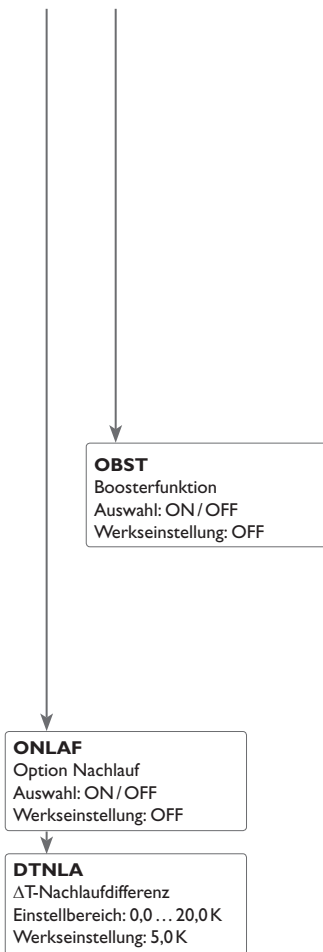 OBST
Boosterfunktion
Auswahl: ON / OFF
Werkseinstellung: OFF
ONLAF
Option Nachlauf
Auswahl: ON / OFF
Werkseinstellung: OFF
DTNLA
∆T-Nachlaufdifferenz
Einstellbereich: 0,0 … 20,0 K
Werkseinstellung: 5,0 K